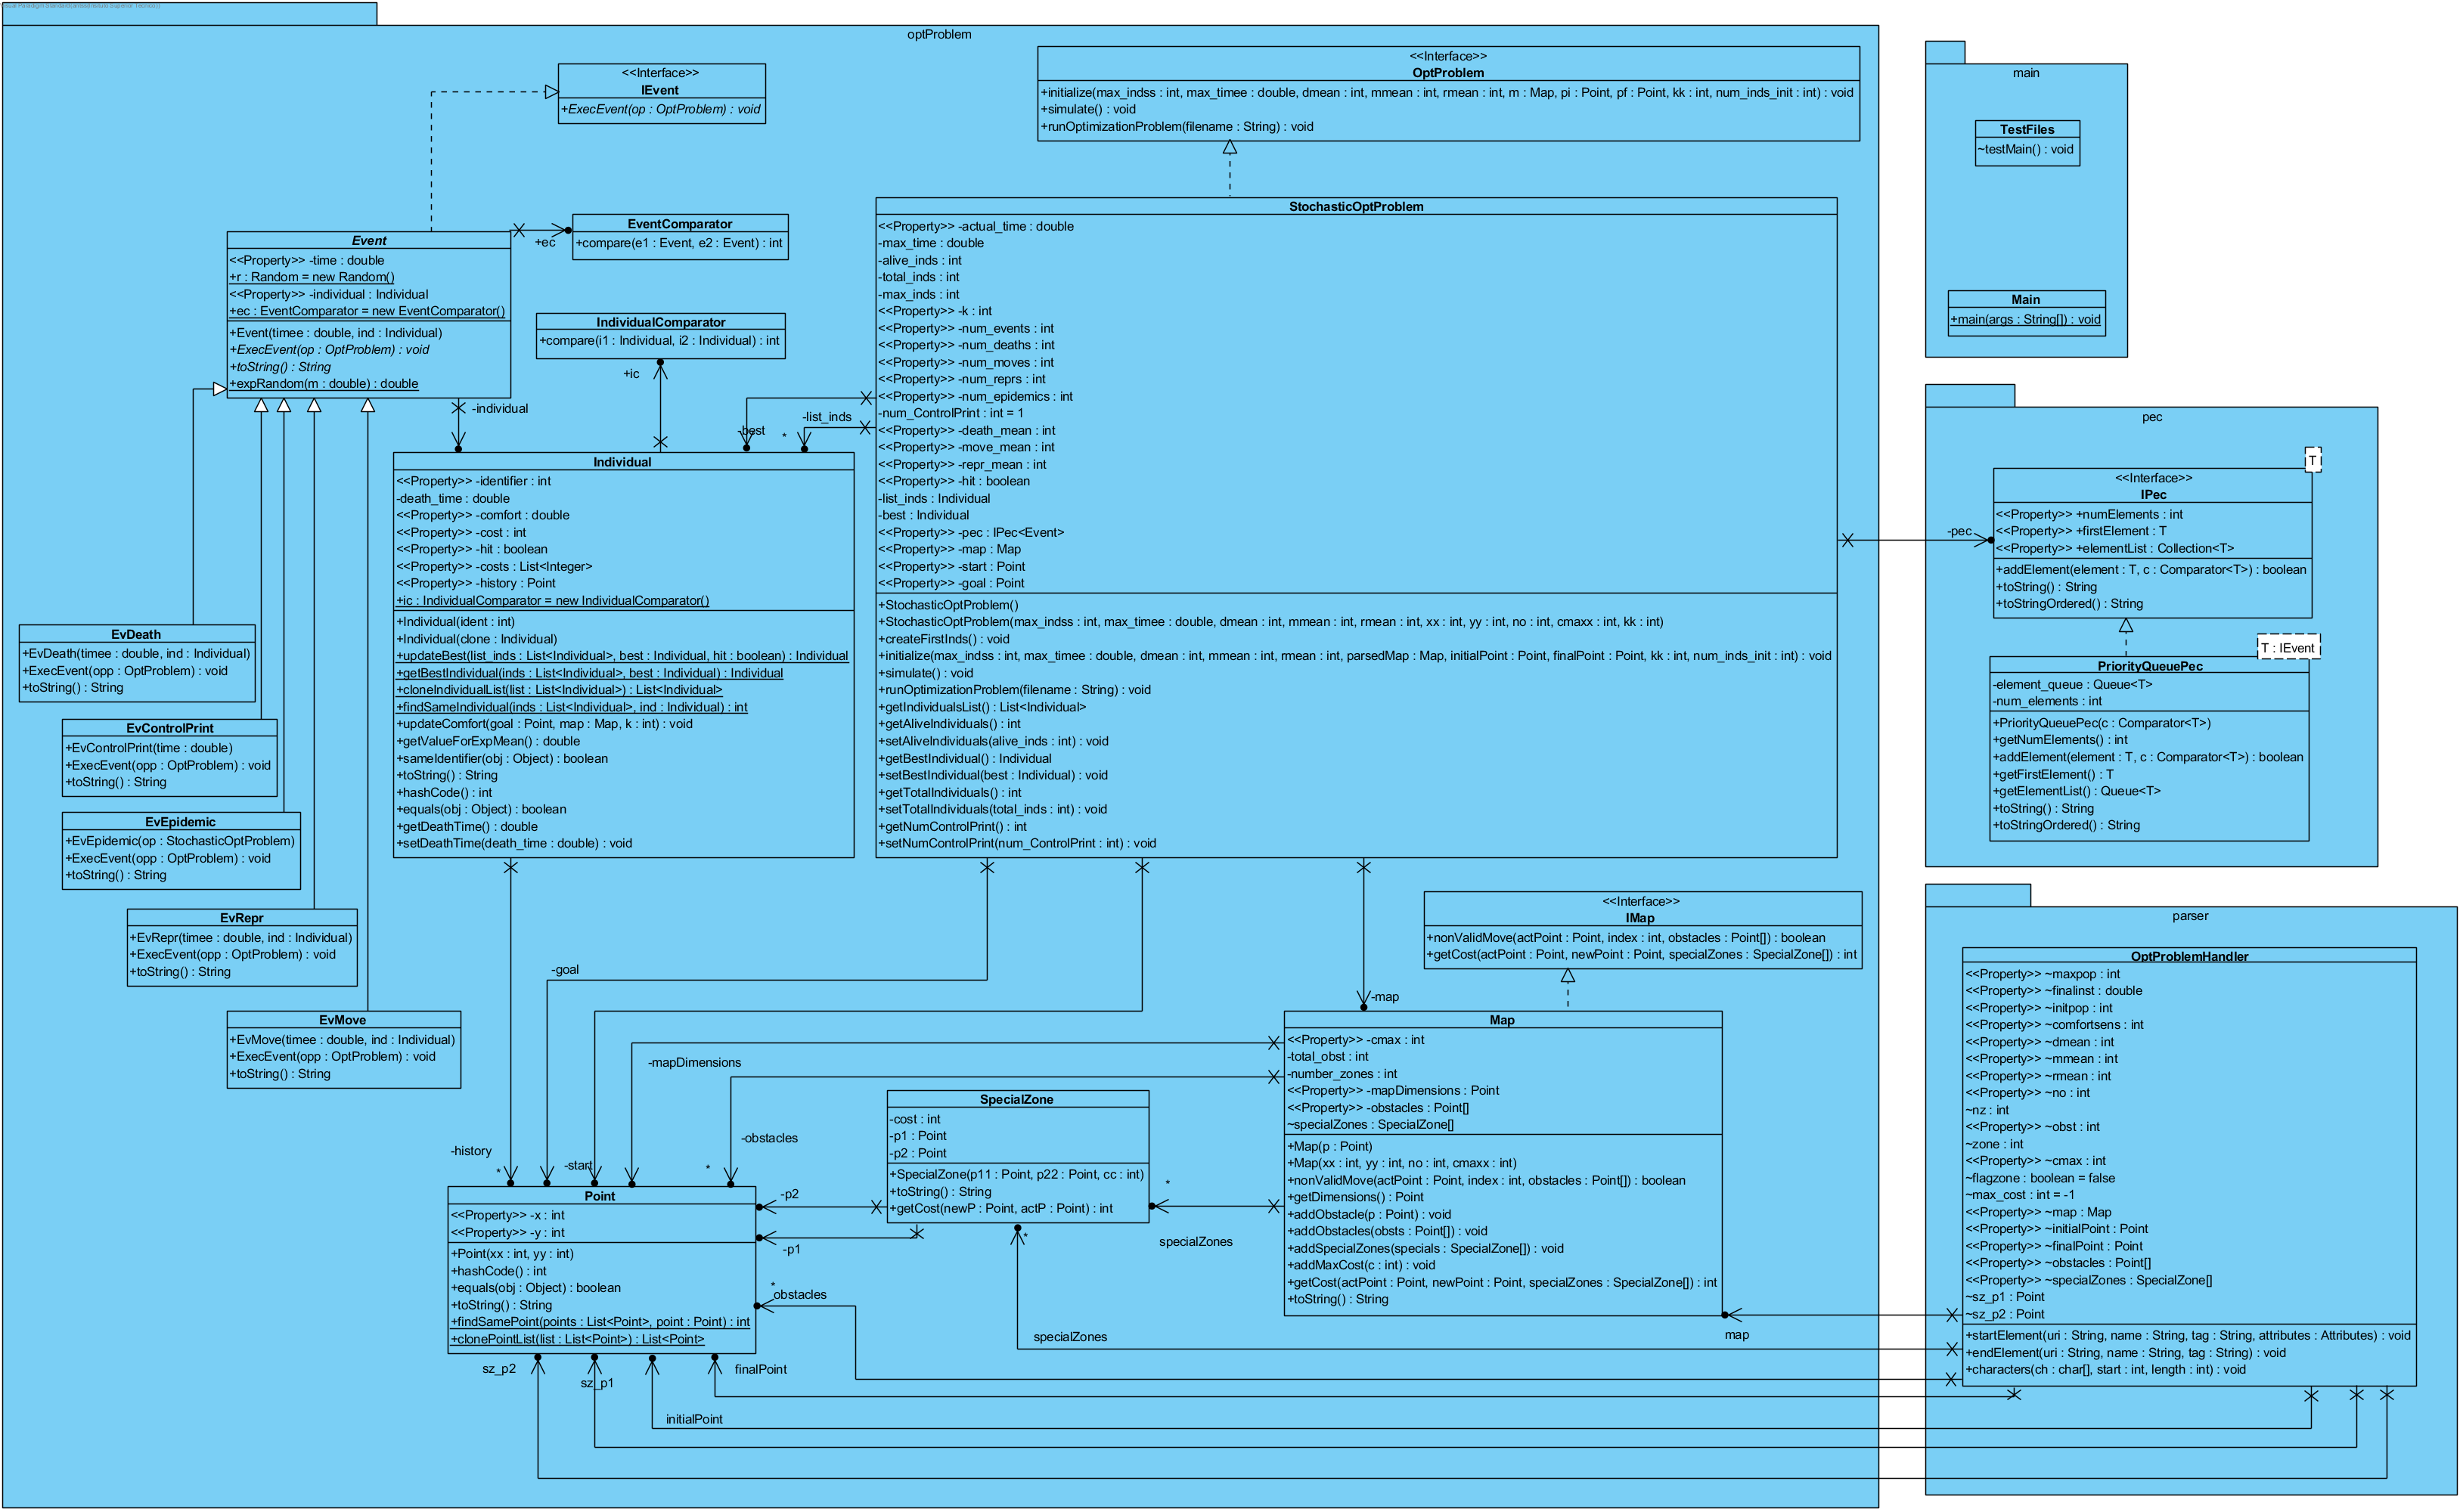 optProblem
<<Interface>>
IEvent
+ExecEvent(op : OptProblem) : void
<<Interface>>
OptProblem
+initialize(max_indss : int, max_timee : double, dmean : int, mmean : int, rmean : int, m : Map, pi : Point, pf : Point, kk : int, num_inds_init : int) : void
+simulate() : void
+runOptimizationProblem(filename : String) : void
Event
<<Property>> -time : double
+r : Random = new Random()
<<Property>> -individual : Individual
+ec : EventComparator = new EventComparator()
+Event(timee : double, ind : Individual)
+ExecEvent(op : OptProblem) : void
+toString() : String
+expRandom(m : double) : double
+ec
EventComparator
+compare(e1 : Event, e2 : Event) : int
IndividualComparator
+compare(i1 : Individual, i2 : Individual) : int
+ic
-individual
-best
-list_inds
*
StochasticOptProblem
<<Property>> -actual_time : double
-max_time : double
-alive_inds : int
-total_inds : int
-max_inds : int
<<Property>> -k : int
<<Property>> -num_events : int
<<Property>> -num_deaths : int
<<Property>> -num_moves : int
<<Property>> -num_reprs : int
<<Property>> -num_epidemics : int
-num_ControlPrint : int = 1
<<Property>> -death_mean : int
<<Property>> -move_mean : int
<<Property>> -repr_mean : int
<<Property>> -hit : boolean
-list_inds : Individual
-best : Individual
<<Property>> -pec : IPec<Event>
<<Property>> -map : Map
<<Property>> -start : Point
<<Property>> -goal : Point
+StochasticOptProblem()
+StochasticOptProblem(max_indss : int, max_timee : double, dmean : int, mmean : int, rmean : int, xx : int, yy : int, no : int, cmaxx : int, kk : int)
+createFirstInds() : void
+initialize(max_indss : int, max_timee : double, dmean : int, mmean : int, rmean : int, parsedMap : Map, initialPoint : Point, finalPoint : Point, kk : int, num_inds_init : int) : void
+simulate() : void
+runOptimizationProblem(filename : String) : void
+getIndividualsList() : List<Individual>
+getAliveIndividuals() : int
+setAliveIndividuals(alive_inds : int) : void
+getBestIndividual() : Individual
+setBestIndividual(best : Individual) : void
+getTotalIndividuals() : int
+setTotalIndividuals(total_inds : int) : void
+getNumControlPrint() : int
+setNumControlPrint(num_ControlPrint : int) : void
Individual
<<Property>> -identifier : int
-death_time : double
<<Property>> -comfort : double
<<Property>> -cost : int
<<Property>> -hit : boolean
<<Property>> -costs : List<Integer>
<<Property>> -history : Point
+ic : IndividualComparator = new IndividualComparator()
+Individual(ident : int)
+Individual(clone : Individual)
+updateBest(list_inds : List<Individual>, best : Individual, hit : boolean) : Individual
+getBestIndividual(inds : List<Individual>, best : Individual) : Individual
+cloneIndividualList(list : List<Individual>) : List<Individual>
+findSameIndividual(inds : List<Individual>, ind : Individual) : int
+updateComfort(goal : Point, map : Map, k : int) : void
+getValueForExpMean() : double
+sameIdentifier(obj : Object) : boolean
+toString() : String
+hashCode() : int
+equals(obj : Object) : boolean
+getDeathTime() : double
+setDeathTime(death_time : double) : void
EvDeath
+EvDeath(timee : double, ind : Individual)
+ExecEvent(opp : OptProblem) : void
+toString() : String
EvControlPrint
+EvControlPrint(time : double)
+ExecEvent(opp : OptProblem) : void
+toString() : String
EvEpidemic
+EvEpidemic(op : StochasticOptProblem)
+ExecEvent(opp : OptProblem) : void
+toString() : String
EvRepr
+EvRepr(timee : double, ind : Individual)
+ExecEvent(opp : OptProblem) : void
+toString() : String
EvMove
+EvMove(timee : double, ind : Individual)
+ExecEvent(opp : OptProblem) : void
+toString() : String
<<Interface>>
IMap
+nonValidMove(actPoint : Point, index : int, obstacles : Point[]) : boolean
+getCost(actPoint : Point, newPoint : Point, specialZones : SpecialZone[]) : int
-goal
-map
-mapDimensions
-obstacles
*
-history
*
-start
Map
<<Property>> -cmax : int
-total_obst : int
-number_zones : int
<<Property>> -mapDimensions : Point
<<Property>> -obstacles : Point[]
~specialZones : SpecialZone[]
+Map(p : Point)
+Map(xx : int, yy : int, no : int, cmaxx : int)
+nonValidMove(actPoint : Point, index : int, obstacles : Point[]) : boolean
+getDimensions() : Point
+addObstacle(p : Point) : void
+addObstacles(obsts : Point[]) : void
+addSpecialZones(specials : SpecialZone[]) : void
+addMaxCost(c : int) : void
+getCost(actPoint : Point, newPoint : Point, specialZones : SpecialZone[]) : int
+toString() : String
SpecialZone
-cost : int
-p1 : Point
-p2 : Point
+SpecialZone(p11 : Point, p22 : Point, cc : int)
+toString() : String
+getCost(newP : Point, actP : Point) : int
*
specialZones
-p2
-p1
*
obstacles
*
specialZones
map
Point
<<Property>> -x : int
<<Property>> -y : int
+Point(xx : int, yy : int)
+hashCode() : int
+equals(obj : Object) : boolean
+toString() : String
+findSamePoint(points : List<Point>, point : Point) : int
+clonePointList(list : List<Point>) : List<Point>
sz_p2
sz_p1
finalPoint
initialPoint
main
TestFiles
~testMain() : void
Main
+main(args : String[]) : void
pec
-pec
T
<<Interface>>
IPec
<<Property>> +numElements : int
<<Property>> +firstElement : T
<<Property>> +elementList : Collection<T>
+addElement(element : T, c : Comparator<T>) : boolean
+toString() : String
+toStringOrdered() : String
T : IEvent
PriorityQueuePec
-element_queue : Queue<T>
-num_elements : int
+PriorityQueuePec(c : Comparator<T>)
+getNumElements() : int
+addElement(element : T, c : Comparator<T>) : boolean
+getFirstElement() : T
+getElementList() : Queue<T>
+toString() : String
+toStringOrdered() : String
parser
OptProblemHandler
<<Property>> ~maxpop : int
<<Property>> ~finalinst : double
<<Property>> ~initpop : int
<<Property>> ~comfortsens : int
<<Property>> ~dmean : int
<<Property>> ~mmean : int
<<Property>> ~rmean : int
<<Property>> ~no : int
~nz : int
<<Property>> ~obst : int
~zone : int
<<Property>> ~cmax : int
~flagzone : boolean = false
~max_cost : int = -1
<<Property>> ~map : Map
<<Property>> ~initialPoint : Point
<<Property>> ~finalPoint : Point
<<Property>> ~obstacles : Point[]
<<Property>> ~specialZones : SpecialZone[]
~sz_p1 : Point
~sz_p2 : Point
+startElement(uri : String, name : String, tag : String, attributes : Attributes) : void
+endElement(uri : String, name : String, tag : String) : void
+characters(ch : char[], start : int, length : int) : void